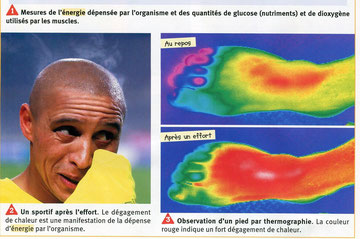 1 Mesures de l'énergie dépensée par l'organisme et des quantités de glucose (nutriments) et de dioxygène
utilisés par les muscles.
Au repos
Après un effort
2 Un sportif après l'effort. Le dégagement
de chaleur est une manifestation de la dépense
d'énergie par l'organisme.
3 Observation d'un pied par thermographie. La couleur
rouge indique un fort dégagement de chaleur.